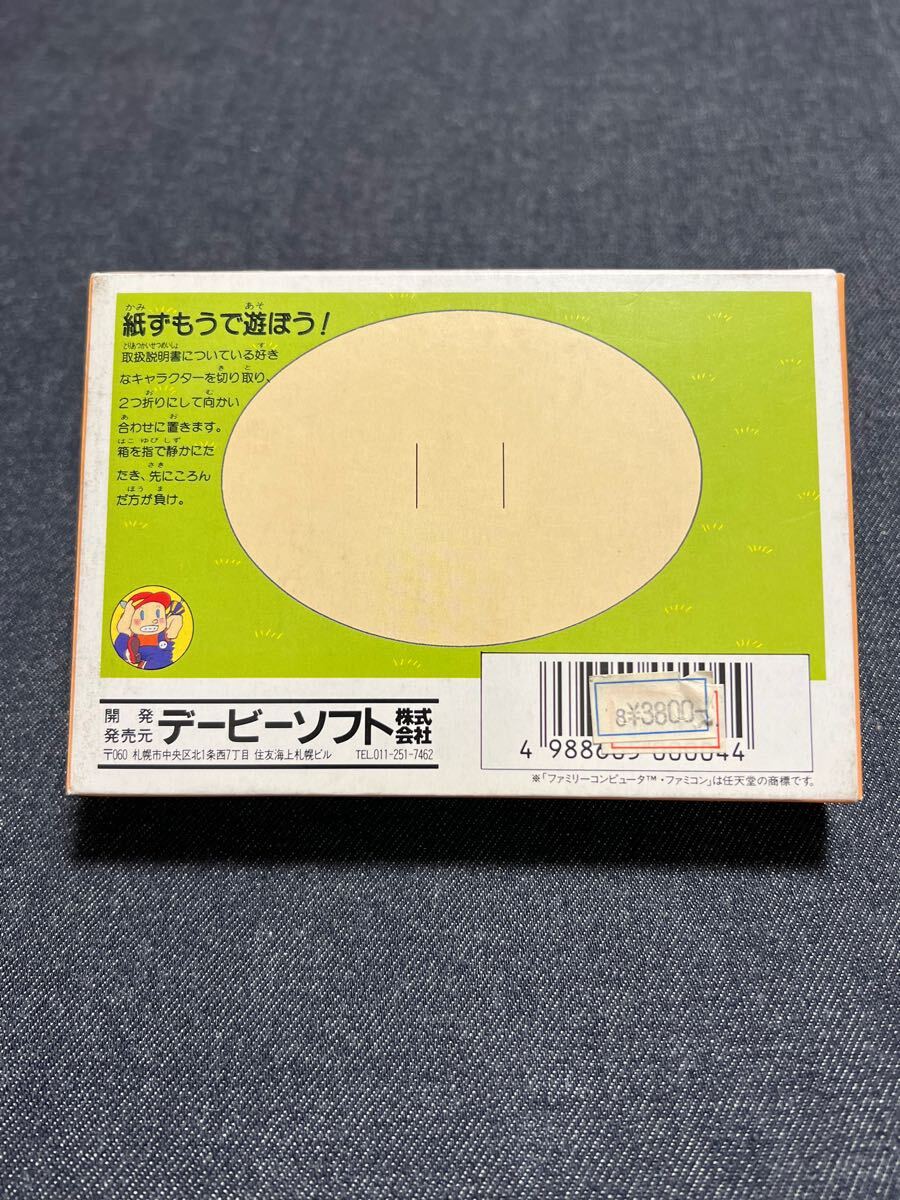 紙ずもうで遊ぼう!
取扱説明書についている好き
なキャラクターを切り取り、
2つ折りにして向かい
合わせに置きます。
箱を指で静かにた
たき、先にころん
だ方が負け。
開発
発売元
デービーソフト株式会社
〒060 札幌市中央区北1条西7丁目 住友海上札幌ビル TEL.011-251-7462
¥3800
※「ファミリーコンピュータ™・ファミコン」は任天堂の商標です。